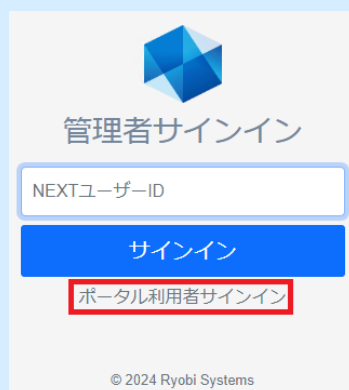 管理者サインイン
NEXTユーザーID
サインイン
ポータル利用者サインイン
© 2024 Ryobi Systems